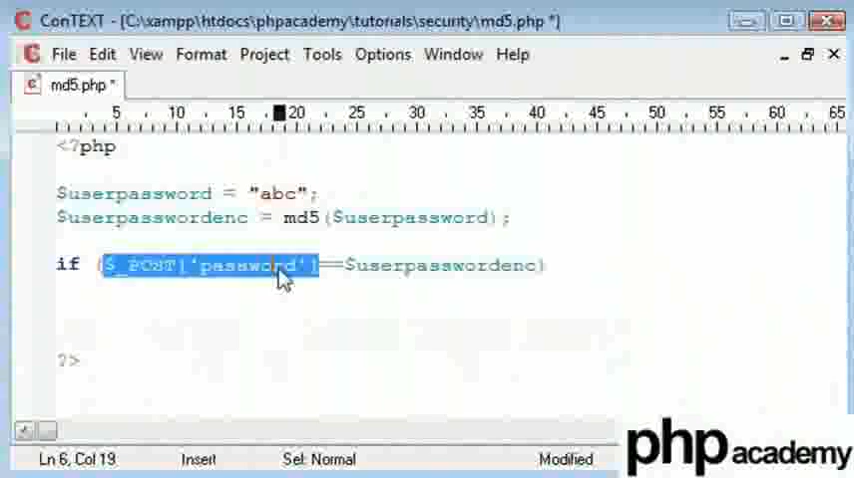 ConTEXT - [C:\xampp\htdocs\phpacademy\tutorials\security\md5.php *]
File Edit View Format Project Tools Options Window Help
md5.php *
5 10 15 20 25 30 35 40 45 50 55 60 65
<?php
$userpassword = "abc";
$userpasswordenc = md5($userpassword);
if ($_POST['password']==$userpasswordenc)
?>
Ln 6, Col 19 Insert Sel: Normal Modified
php academy